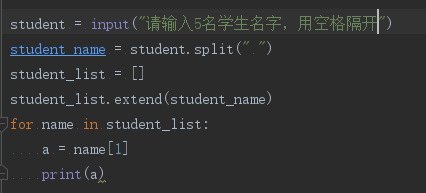 student = input("请输入5名学生名字，用空格隔开")
student_name = student.split(" ")
student_list = []
student_list.extend(student_name)
for name in student_list:
    a = name[1]
    print(a)